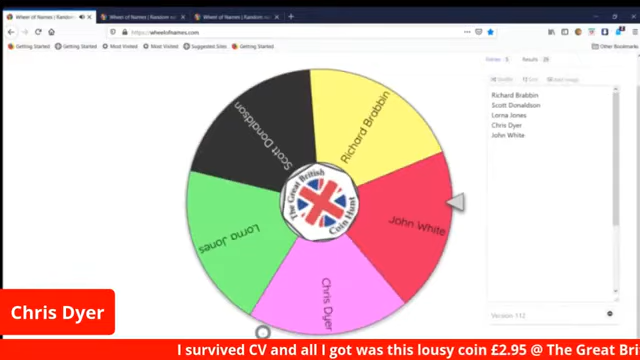 Wheel of Names | Random
Wheel of Names | Random
Wheel of Names | Random
https://wheelofnames.com
Getting Started
Getting Started
Most Visited
Most Visited
Suggested Sites
Getting Started
Other Bookmarks
Entries 5
Results 28
Richard Brabbin
Scott Donaldson
Lorna Jones
Chris Dyer
John White
Scott Donaldson
Richard Brabbin
John White
Chris Dyer
Lorna Jones
The Great British
Coin Hunt
Version 112
Chris Dyer
I survived CV and all I got was this lousy coin £2.95 @ The Great Bri